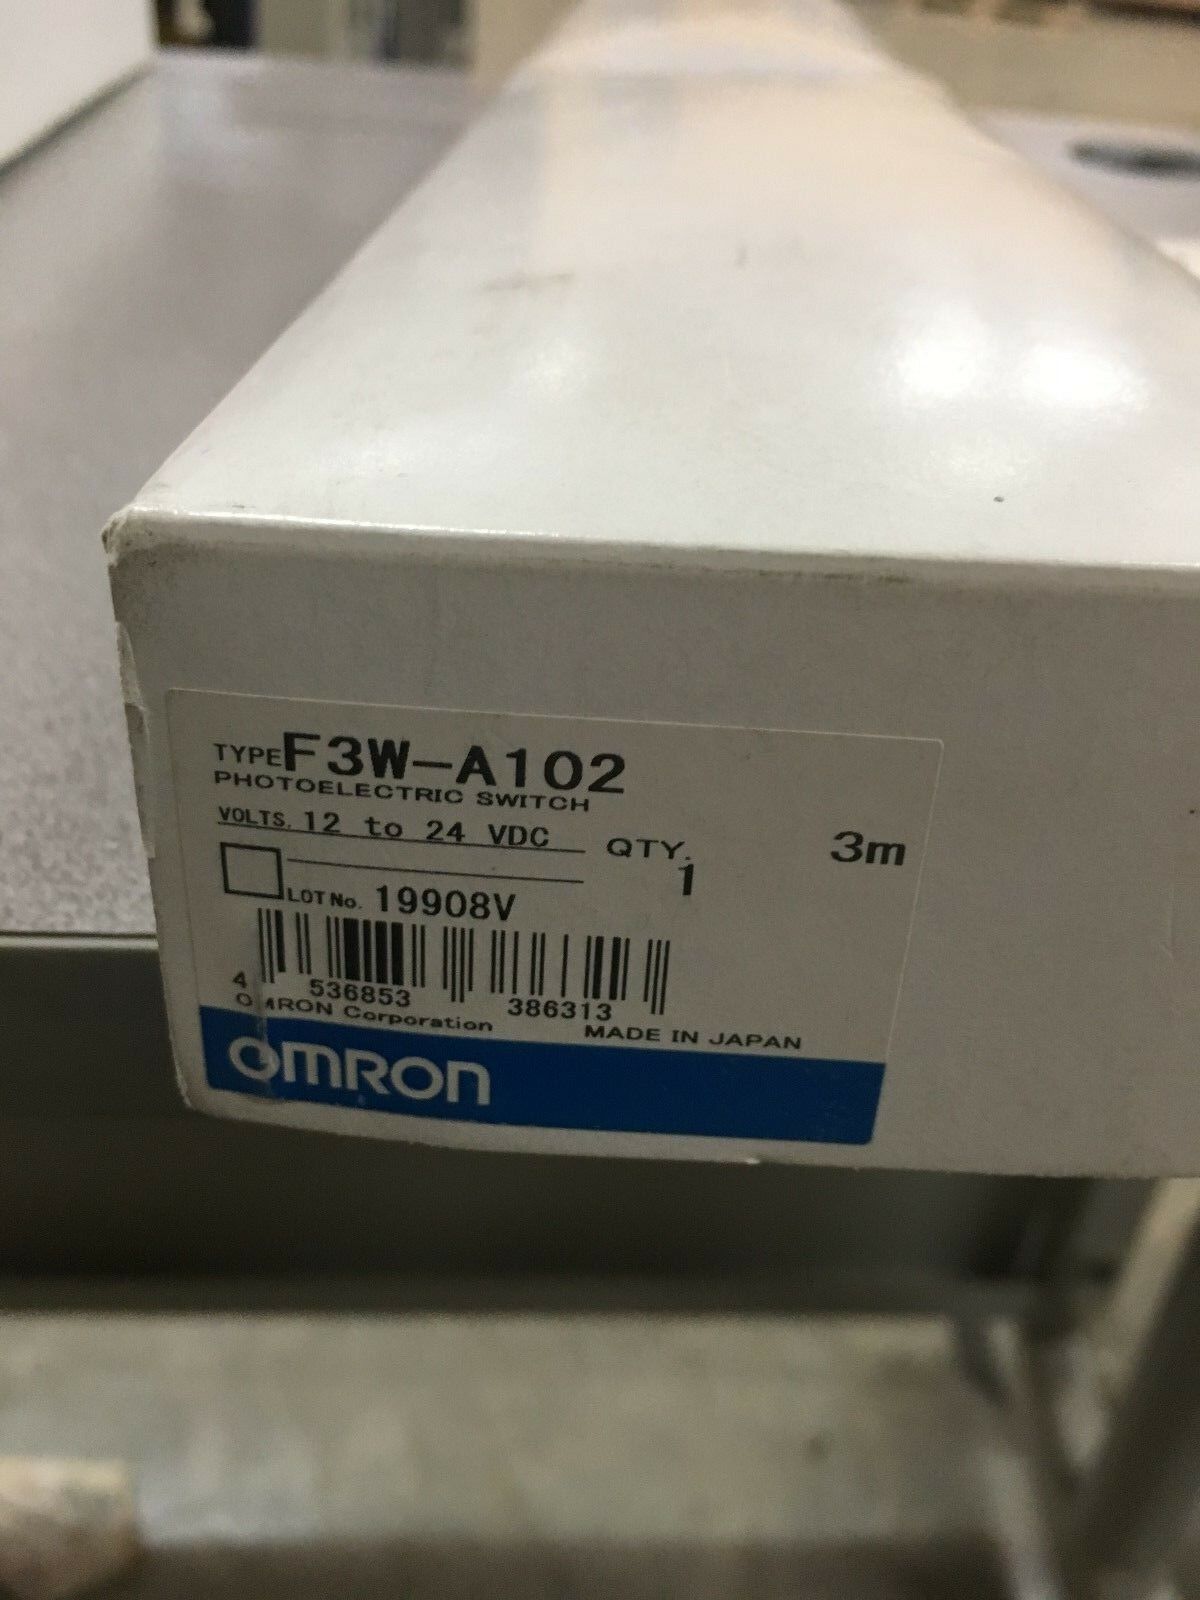 TYPE F3W-A102
PHOTOELECTRIC SWITCH
VOLTS. 12 to 24 VDC QTY. 1 3m
LOT No. 19908V
4 536853 386313
OMRON Corporation MADE IN JAPAN
OMRON